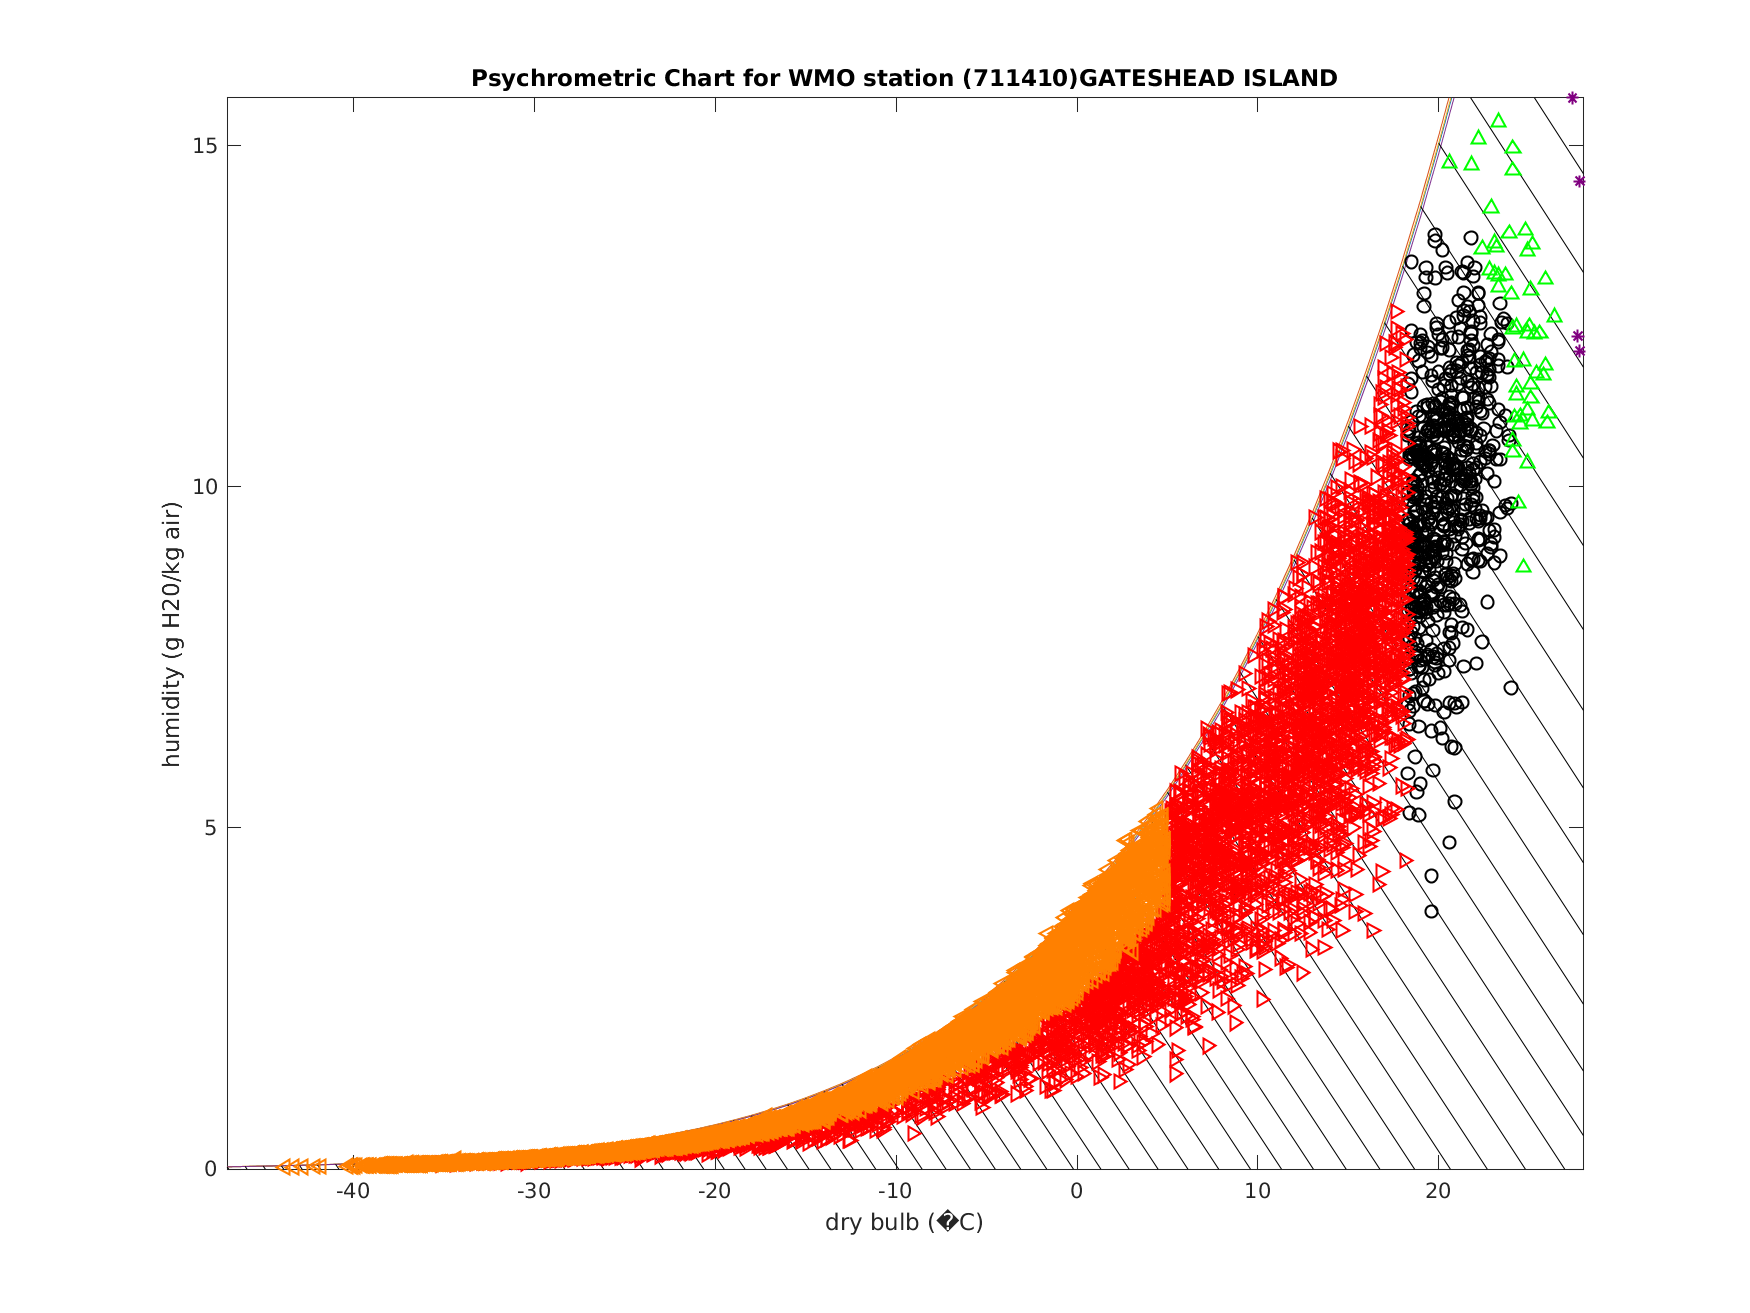 Psychrometric Chart for WMO station (711410)GATESHEAD ISLAND
15
10
5
0
humidity (g H20/kg air)
-40 -30 -20 -10 0 10 20
dry bulb (�C)